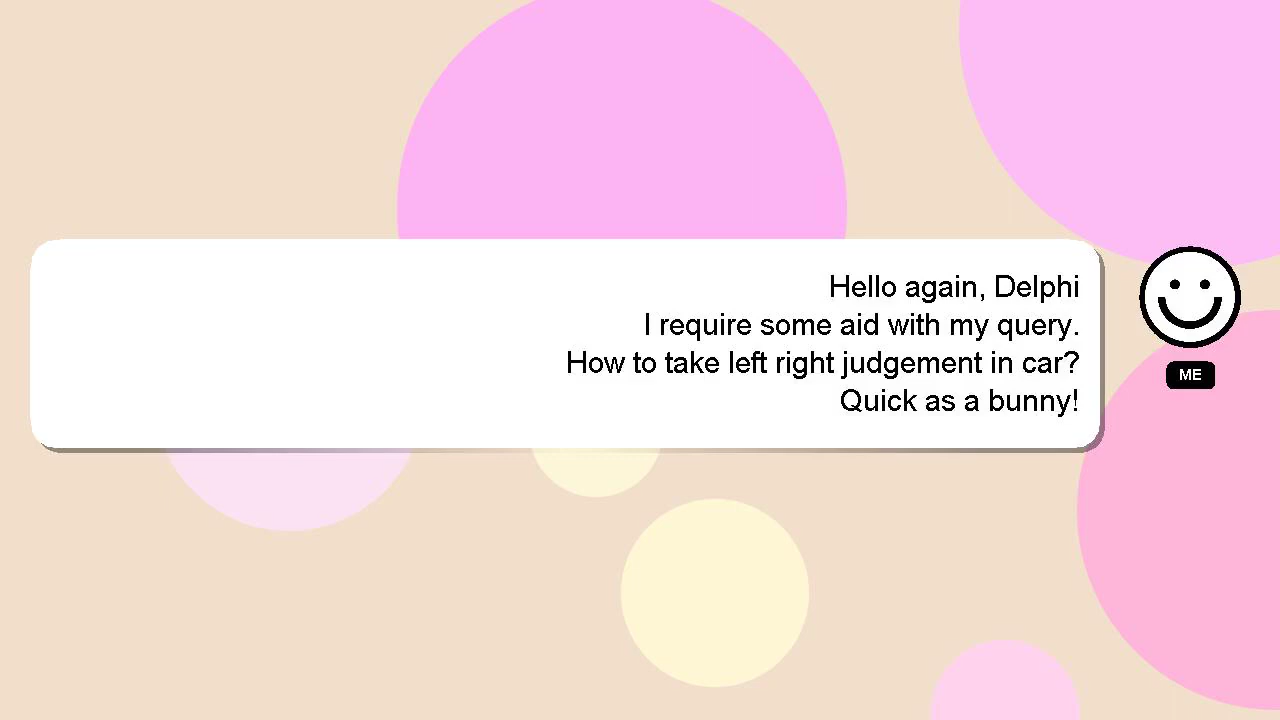 Hello again, Delphi
I require some aid with my query.
How to take left right judgement in car?
Quick as a bunny!
ME